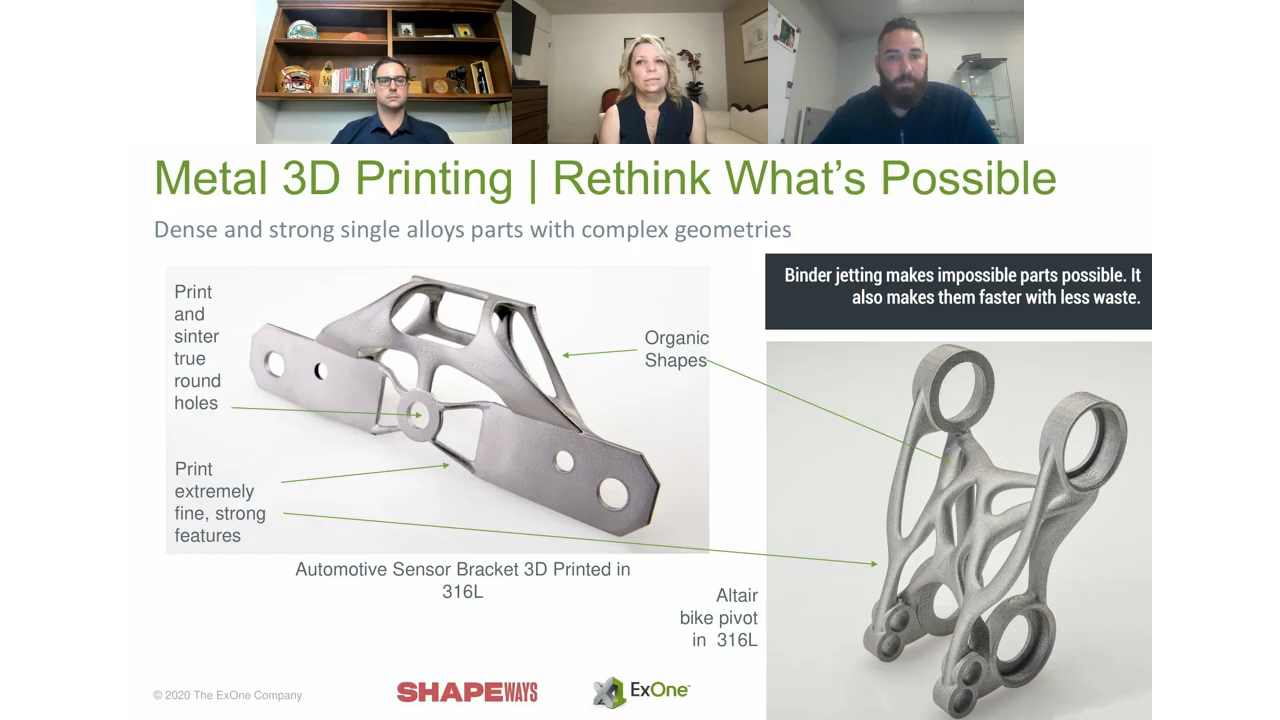 Metal 3D Printing | Rethink What's Possible
Dense and strong single alloys parts with complex geometries
Print
and
sinter
true
round
holes
Print
extremely
fine, strong
features
Organic
Shapes
Automotive Sensor Bracket 3D Printed in
316L
Binder jetting makes impossible parts possible. It
also makes them faster with less waste.
Altair
bike pivot
in 316L
© 2020 The ExOne Company
SHAPEWAYS
ExOne™